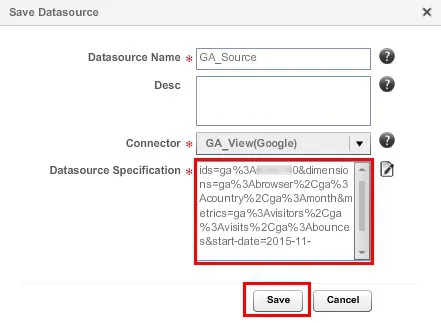 Save Datasource
Datasource Name * GA_Source ?
Desc
Connector * GA_View(Google) ?
Datasource Specification *
ids=ga%3A 0&dimensio
ns=ga%3Abrowser%2Cga%3
Acountry%2Cga%3Amonth&m
etrics=ga%3Avisitors%2Cga
%3Avisits%2Cga%3Abounce
s&start-date=2015-11-
Save Cancel